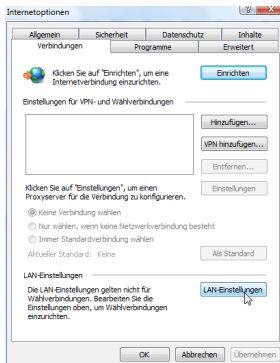 Internetoptionen
Allgemein Sicherheit Datenschutz Inhalte
Verbindungen Programme Erweitert
Klicken Sie auf "Einrichten", um eine
Internetverbindung einzurichten.
Einrichten
Einstellungen für VPN- und Wählverbindungen
Hinzufügen...
VPN hinzufügen...
Entfernen...
Klicken Sie auf "Einstellungen", um einen
Proxyserver für die Verbindung zu konfigurieren.
Einstellungen
Keine Verbindung wählen
Nur wählen, wenn keine Netzwerkverbindung besteht
Immer Standardverbindung wählen
Aktueller Standard: Keine
Als Standard
LAN-Einstellungen
Die LAN-Einstellungen gelten nicht für
Wählverbindungen. Bearbeiten Sie die
Einstellungen oben, um Wählverbindungen
einzurichten.
LAN-Einstellungen
OK Abbrechen Übernehmen